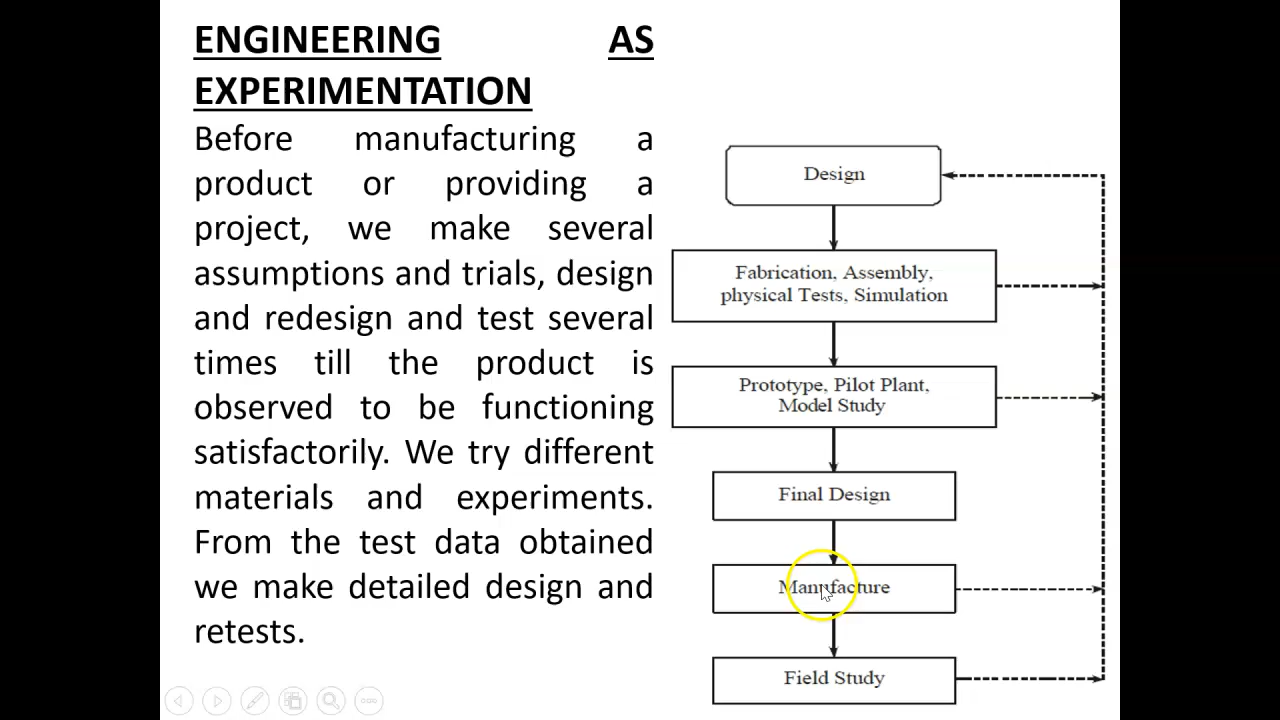 ENGINEERING AS
EXPERIMENTATION
Before manufacturing a
product or providing a
project, we make several
assumptions and trials, design
and redesign and test several
times till the product is
observed to be functioning
satisfactorily. We try different
materials and experiments.
From the test data obtained
we make detailed design and
retests.
Design
Fabrication, Assembly,
physical Tests, Simulation
Prototype, Pilot Plant,
Model Study
Final Design
Manufacture
Field Study